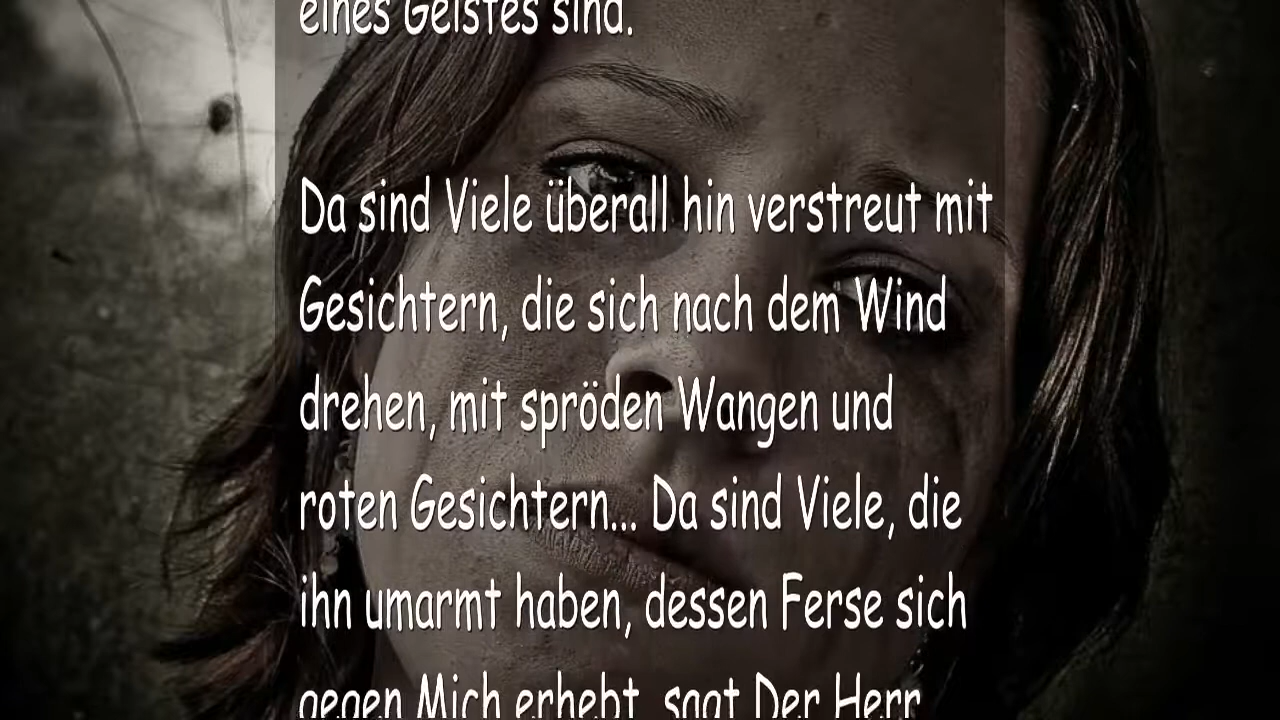 eines Geistes sind.
Da sind Viele überall hin verstreut mit
Gesichtern, die sich nach dem Wind
drehen, mit spröden Wangen und
roten Gesichtern... Da sind Viele, die
ihn umarmt haben, dessen Ferse sich
gegen Mich erhebt, sagt Der Herr